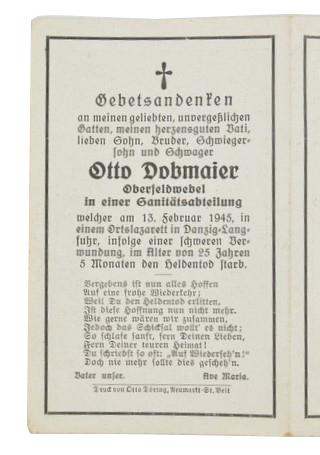 Gebetsandenken
an meinen geliebten, unvergeßlichen
Gatten, meinen herzensguten Vati,
lieben Sohn, Bruder, Schwieger-
sohn und Schwager
Otto Dobmaier
Oberfeldwebel
in einer Sanitätsabteilung
welcher am 13. Februar 1945, in
einem Ortslazarett in Danzig-Lang-
fuhr, infolge einer schweren Ver-
wundung, im Alter von 25 Jahren
5 Monaten den Heldentod starb.
Vergebens ist nun alles Hoffen
Auf eine frohe Wiederkehr;
Weil Du den Heldentod erlitten,
Ist diese Hoffnung nun nicht mehr.
Wie gerne wären wir zusammen,
Jedoch das Schicksal wollt' es nicht;
So schlafe sanft, fern Deinen Lieben,
Fern Deiner teuren Heimat!
Du schriebst so oft: „Auf Wiederseh'n!“
Doch nie mehr sollte dies gescheh'n.
Vater unser. Ave Maria.
Druck von Otto Döring, Neumarkt-St. Veit